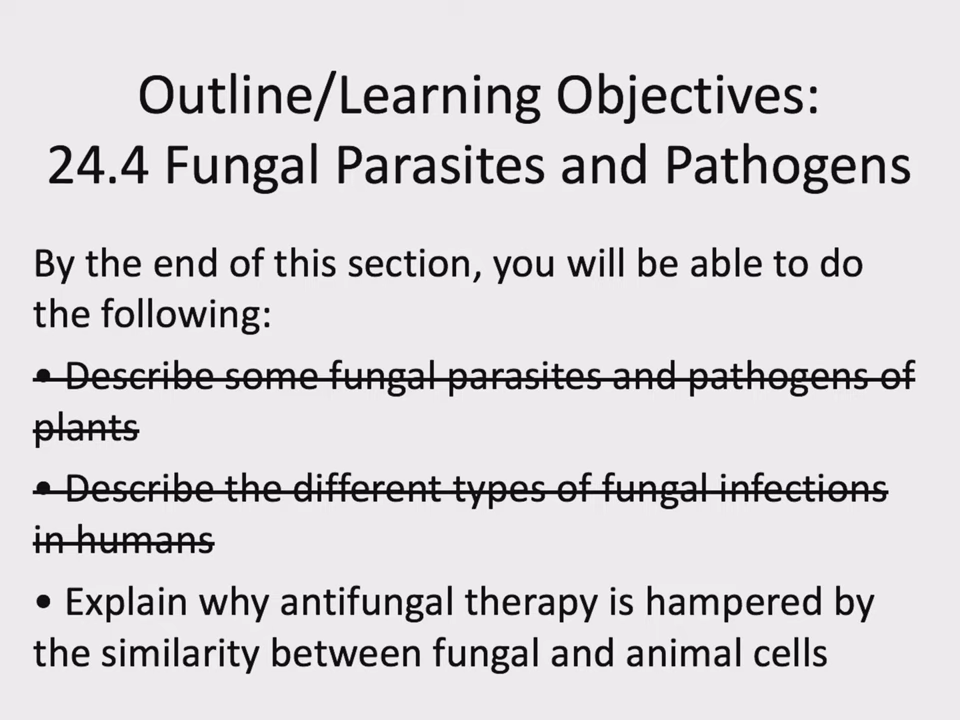 Outline/Learning Objectives:
24.4 Fungal Parasites and Pathogens
By the end of this section, you will be able to do
the following:
• Describe some fungal parasites and pathogens of
plants
• Describe the different types of fungal infections
in humans
• Explain why antifungal therapy is hampered by
the similarity between fungal and animal cells